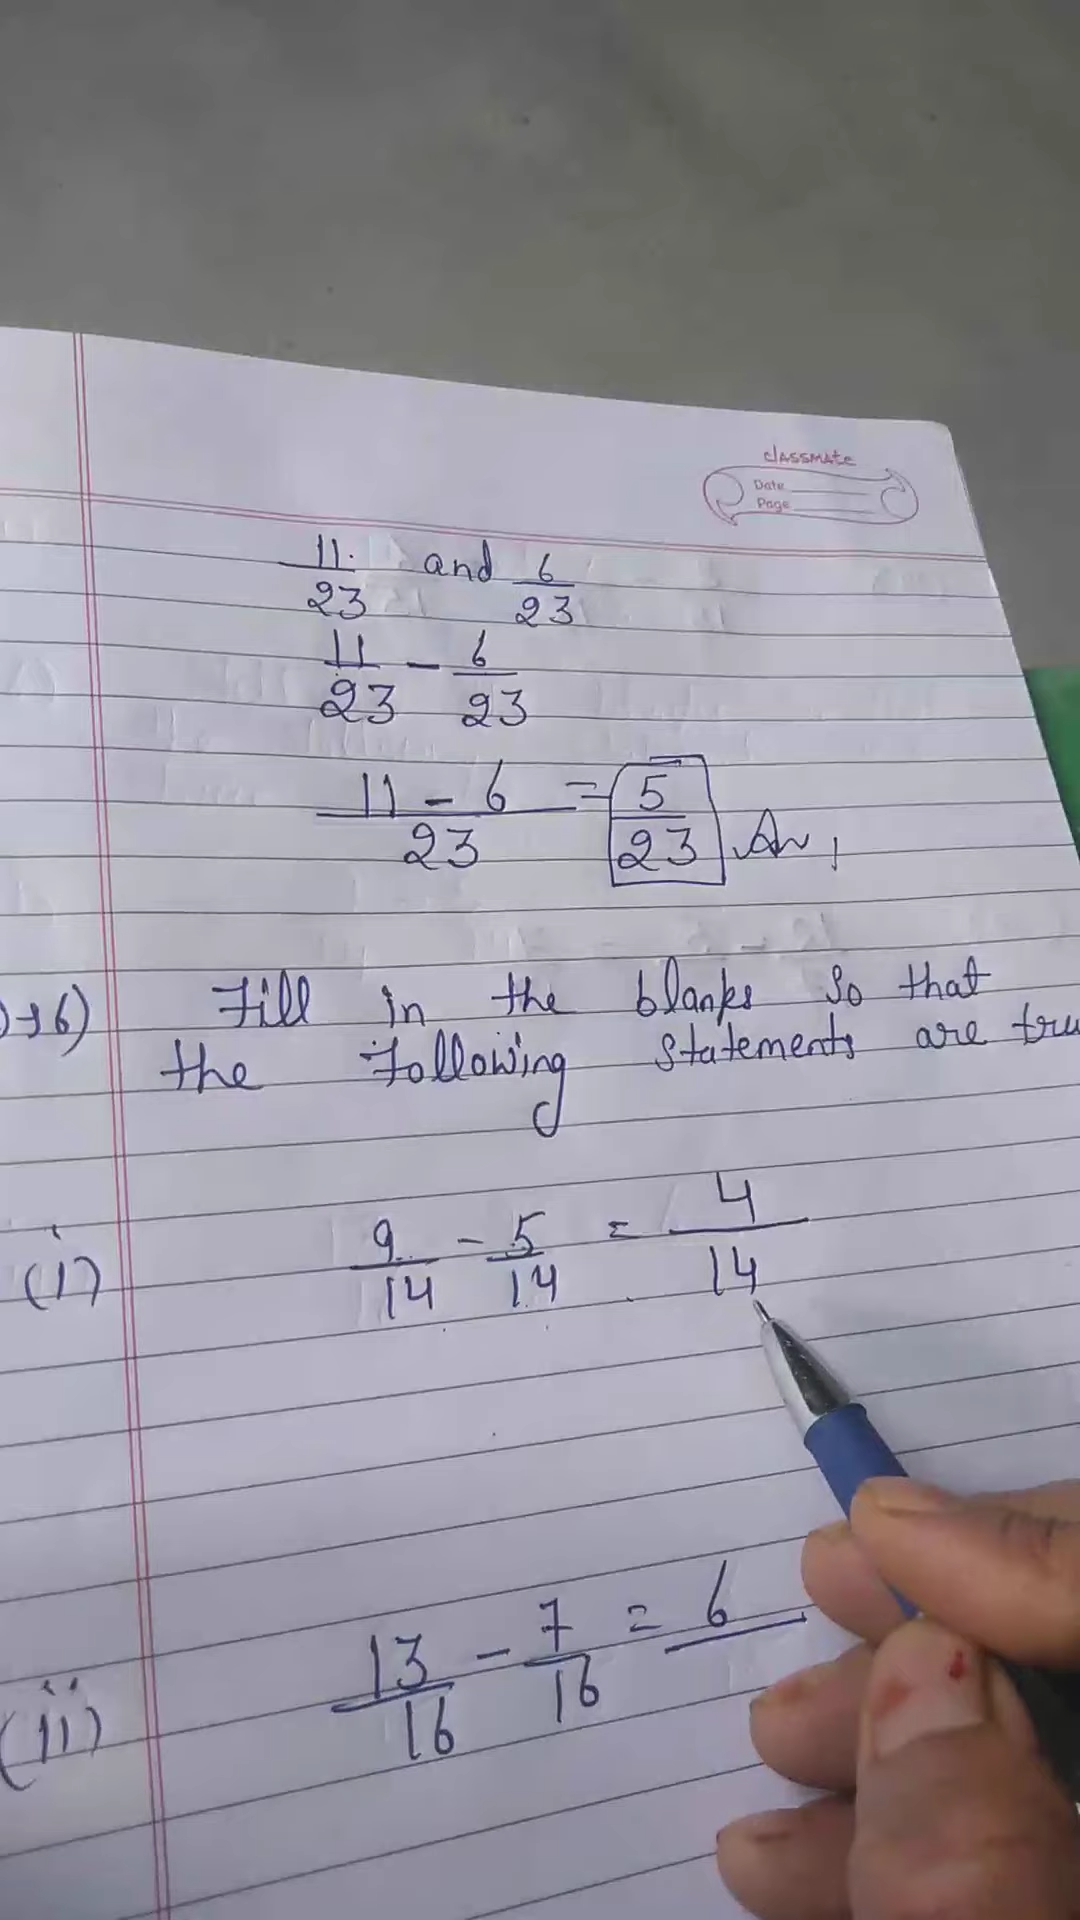 classmate
Date
Page
11/23 and 6/23
11/23 - 6/23
11 - 6/23 = 5/23 An,
6) Fill in the blanks so that
the following statements are tru
(i) 9/14 - 5/14 = 4/14
(ii) 13/16 - 7/16 = 6